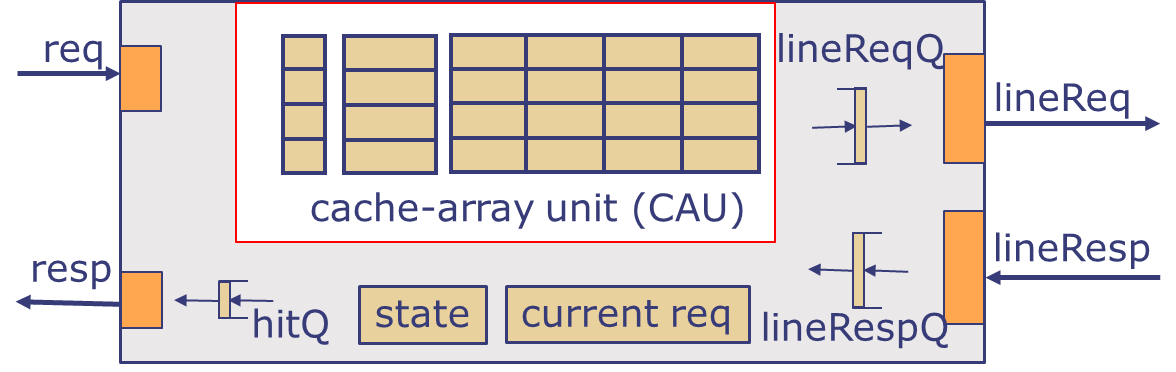 req
lineReqQ
lineReq
cache-array unit (CAU)
resp
lineResp
hitQ
state
current req
lineRespQ